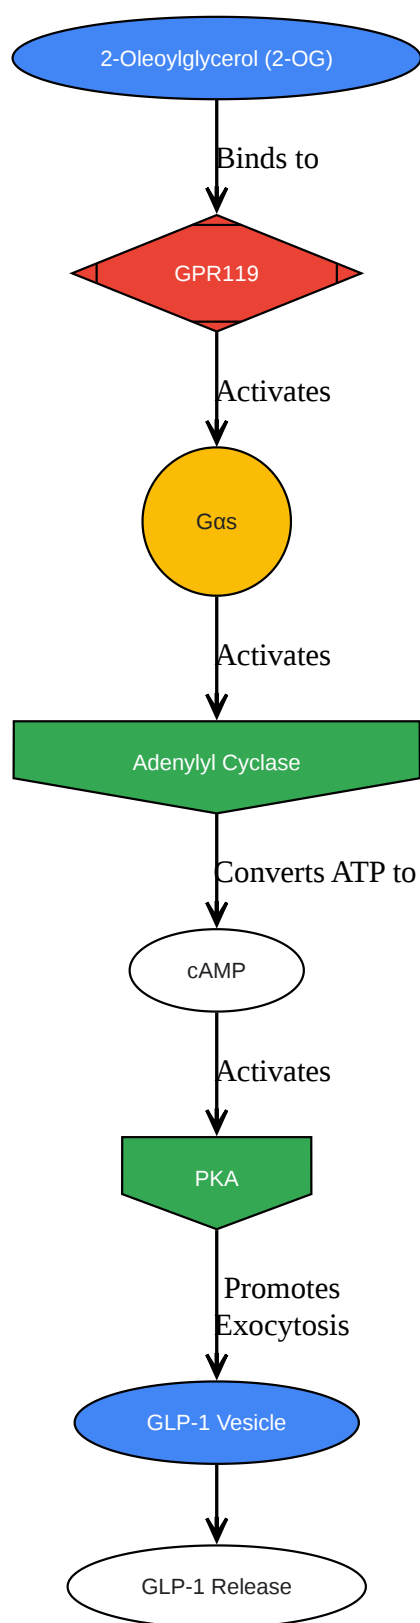 2-Oleoylglycerol (2-OG)
Binds to
GPR119
Activates
Gαs
Activates
Adenylyl Cyclase
Converts ATP to
cAMP
Activates
PKA
Promotes
Exocytosis
GLP-1 Vesicle
GLP-1 Release